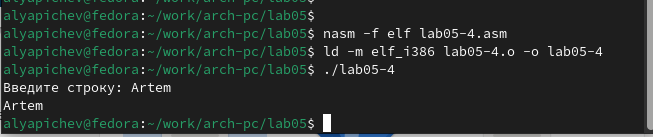 alyapichev@fedora:~/work/arch-pc/lab05$
alyapichev@fedora:~/work/arch-pc/lab05$ nasm -f elf lab05-4.asm
alyapichev@fedora:~/work/arch-pc/lab05$ ld -m elf_i386 lab05-4.o -o lab05-4
alyapichev@fedora:~/work/arch-pc/lab05$ ./lab05-4
Введите строку: Artem
Artem
alyapichev@fedora:~/work/arch-pc/lab05$